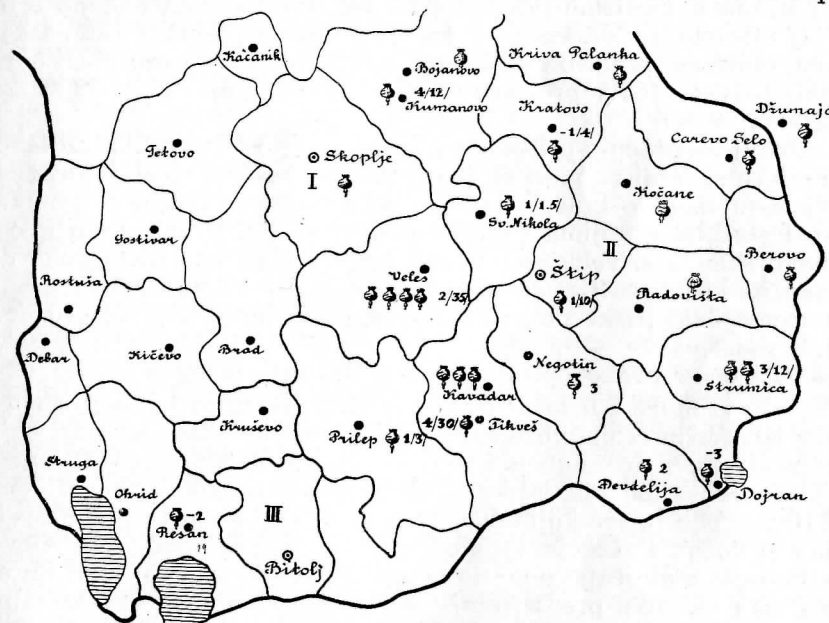 Kačanik
Bojanovo
4/12/
Kumanovo
Kriva Palanka
Džumaja
Kratovo
-1/4/
Carevo Selo
Tetovo
Skoplje
I
Kočane
1/1.5/
Sv. Nikola
Gostivar
II
Štip
1/10/
Veles
2/35/
Berovo
Radovišta
Rostuša
Debar
Kičevo
Brod
Negotin
3
3/12/
Strumica
Kavadar
4/30/
Tikveš
Kruševo
Prilep
1/3/
Struga
Ohrid
-2
Resan
19
III
Bitolj
2
Đevđelija
-3
Dojran